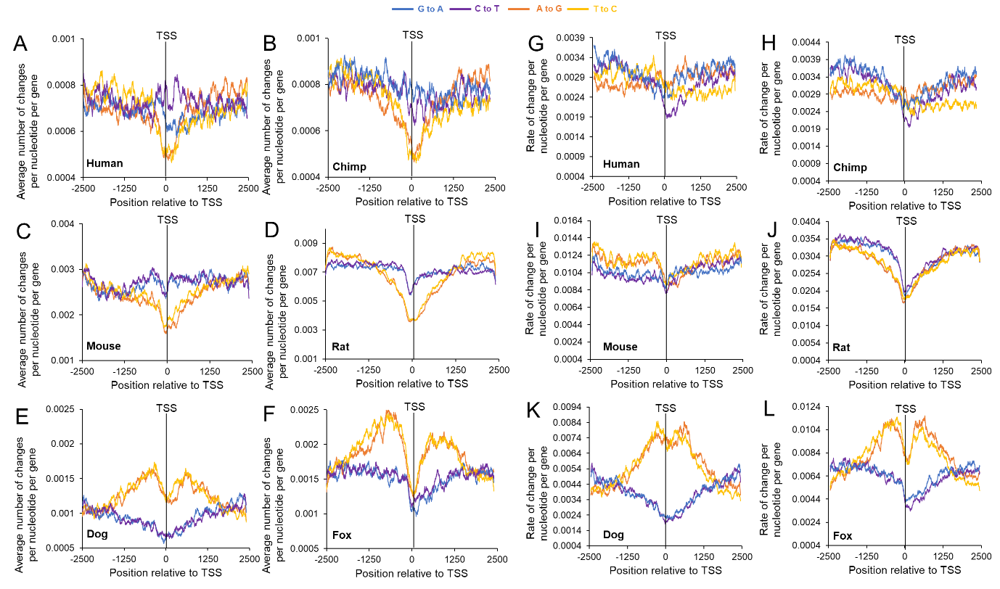 G to A C to T A to G T to C
A
TSS
Average number of changes
per nucleotide per gene
0.001
0.0008
0.0006
0.0004
Human
-2500 -1250 0 1250 2500
Position relative to TSS
B
TSS
Average number of changes
per nucleotide per gene
0.001
0.0008
0.0006
0.0004
Chimp
-2500 -1250 0 1250 2500
Position relative to TSS
G
TSS
Rate of change per
nucleotide per gene
0.0039
0.0034
0.0029
0.0024
0.0019
0.0014
0.0009
0.0004
Human
-2500 -1250 0 1250 2500
Position relative to TSS
H
TSS
Rate of change per
nucleotide per gene
0.0044
0.0039
0.0034
0.0029
0.0024
0.0019
0.0014
0.0009
0.0004
Chimp
-2500 -1250 0 1250 2500
Position relative to TSS
C
TSS
Average number of changes
per nucleotide per gene
0.004
0.003
0.002
0.001
Mouse
-2500 -1250 0 1250 2500
Position relative to TSS
D
TSS
Average number of changes
per nucleotide per gene
0.009
0.007
0.005
0.003
0.001
Rat
-2500 -1250 0 1250 2500
Position relative to TSS
I
TSS
Rate of change per
nucleotide per gene
0.0164
0.0144
0.0124
0.0104
0.0084
0.0064
0.0044
0.0024
0.0004
Mouse
-2500 -1250 0 1250 2500
Position relative to TSS
J
TSS
Rate of change per
nucleotide per gene
0.0404
0.0354
0.0304
0.0254
0.0204
0.0154
0.0104
0.0054
0.0004
Rat
-2500 -1250 0 1250 2500
Position relative to TSS
E
TSS
Average number of changes
per nucleotide per gene
0.0025
0.002
0.0015
0.001
0.0005
Dog
-2500 -1250 0 1250 2500
Position relative to TSS
F
TSS
Average number of changes
per nucleotide per gene
0.0025
0.002
0.0015
0.001
0.0005
Fox
-2500 -1250 0 1250 2500
Position relative to TSS
K
TSS
Rate of change per
nucleotide per gene
0.0094
0.0084
0.0074
0.0064
0.0054
0.0044
0.0034
0.0024
0.0014
0.0004
Dog
-2500 -1250 0 1250 2500
Position relative to TSS
L
TSS
Rate of change per
nucleotide per gene
0.0124
0.0104
0.0084
0.0064
0.0044
0.0024
0.0004
Fox
-2500 -1250 0 1250 2500
Position relative to TSS